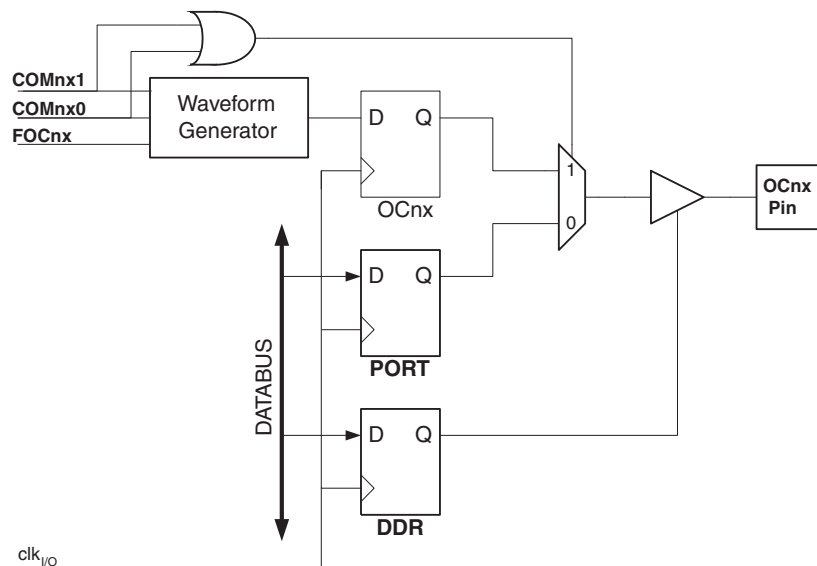 COMnx1
COMnx0
FOCnx
Waveform
Generator
D Q
OCnx
1
0
OCnx
Pin
D Q
PORT
DATABUS
D Q
DDR
clkI/O